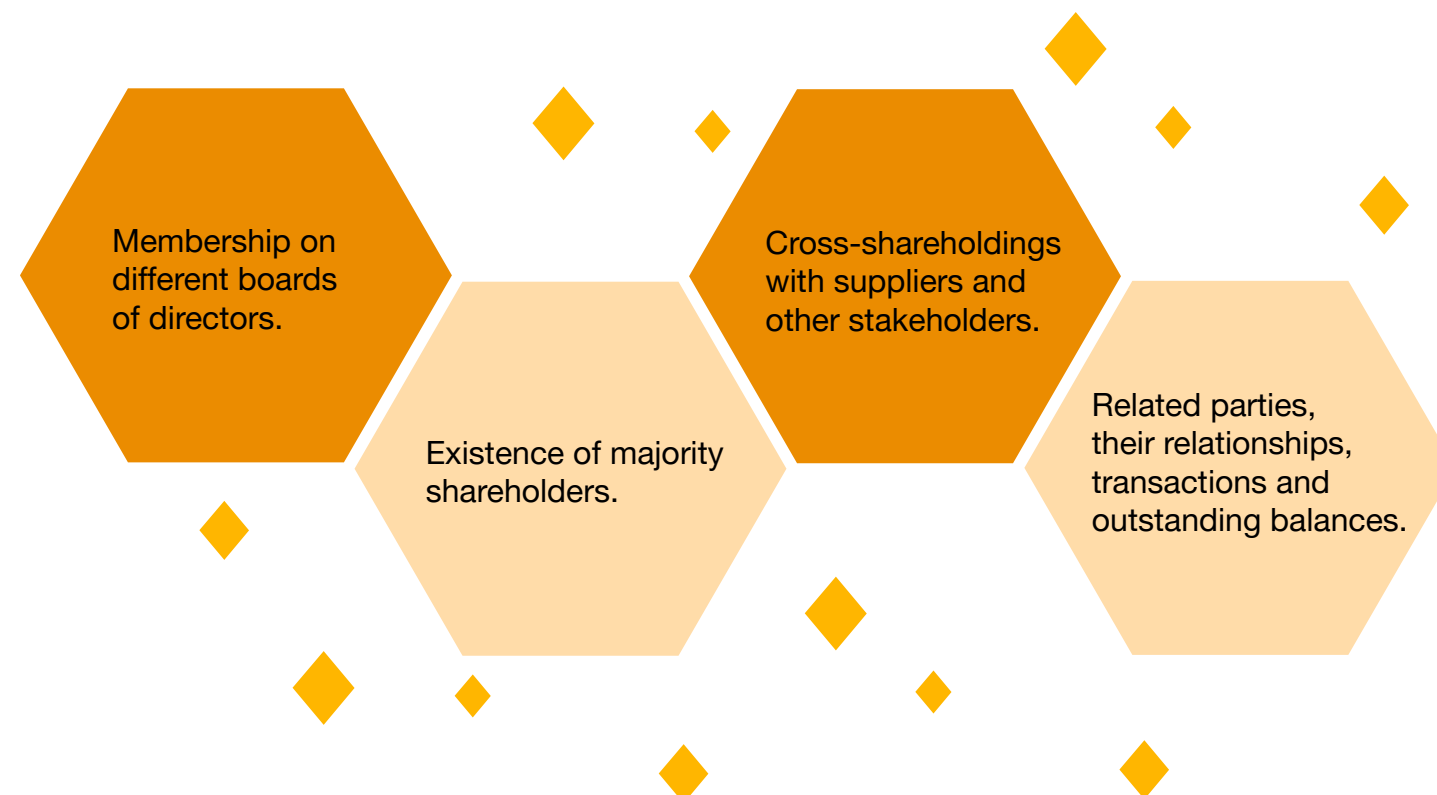 Membership on
different boards
of directors.
Existence of majority
shareholders.
Cross-shareholdings
with suppliers and
other stakeholders.
Related parties,
their relationships,
transactions and
outstanding balances.